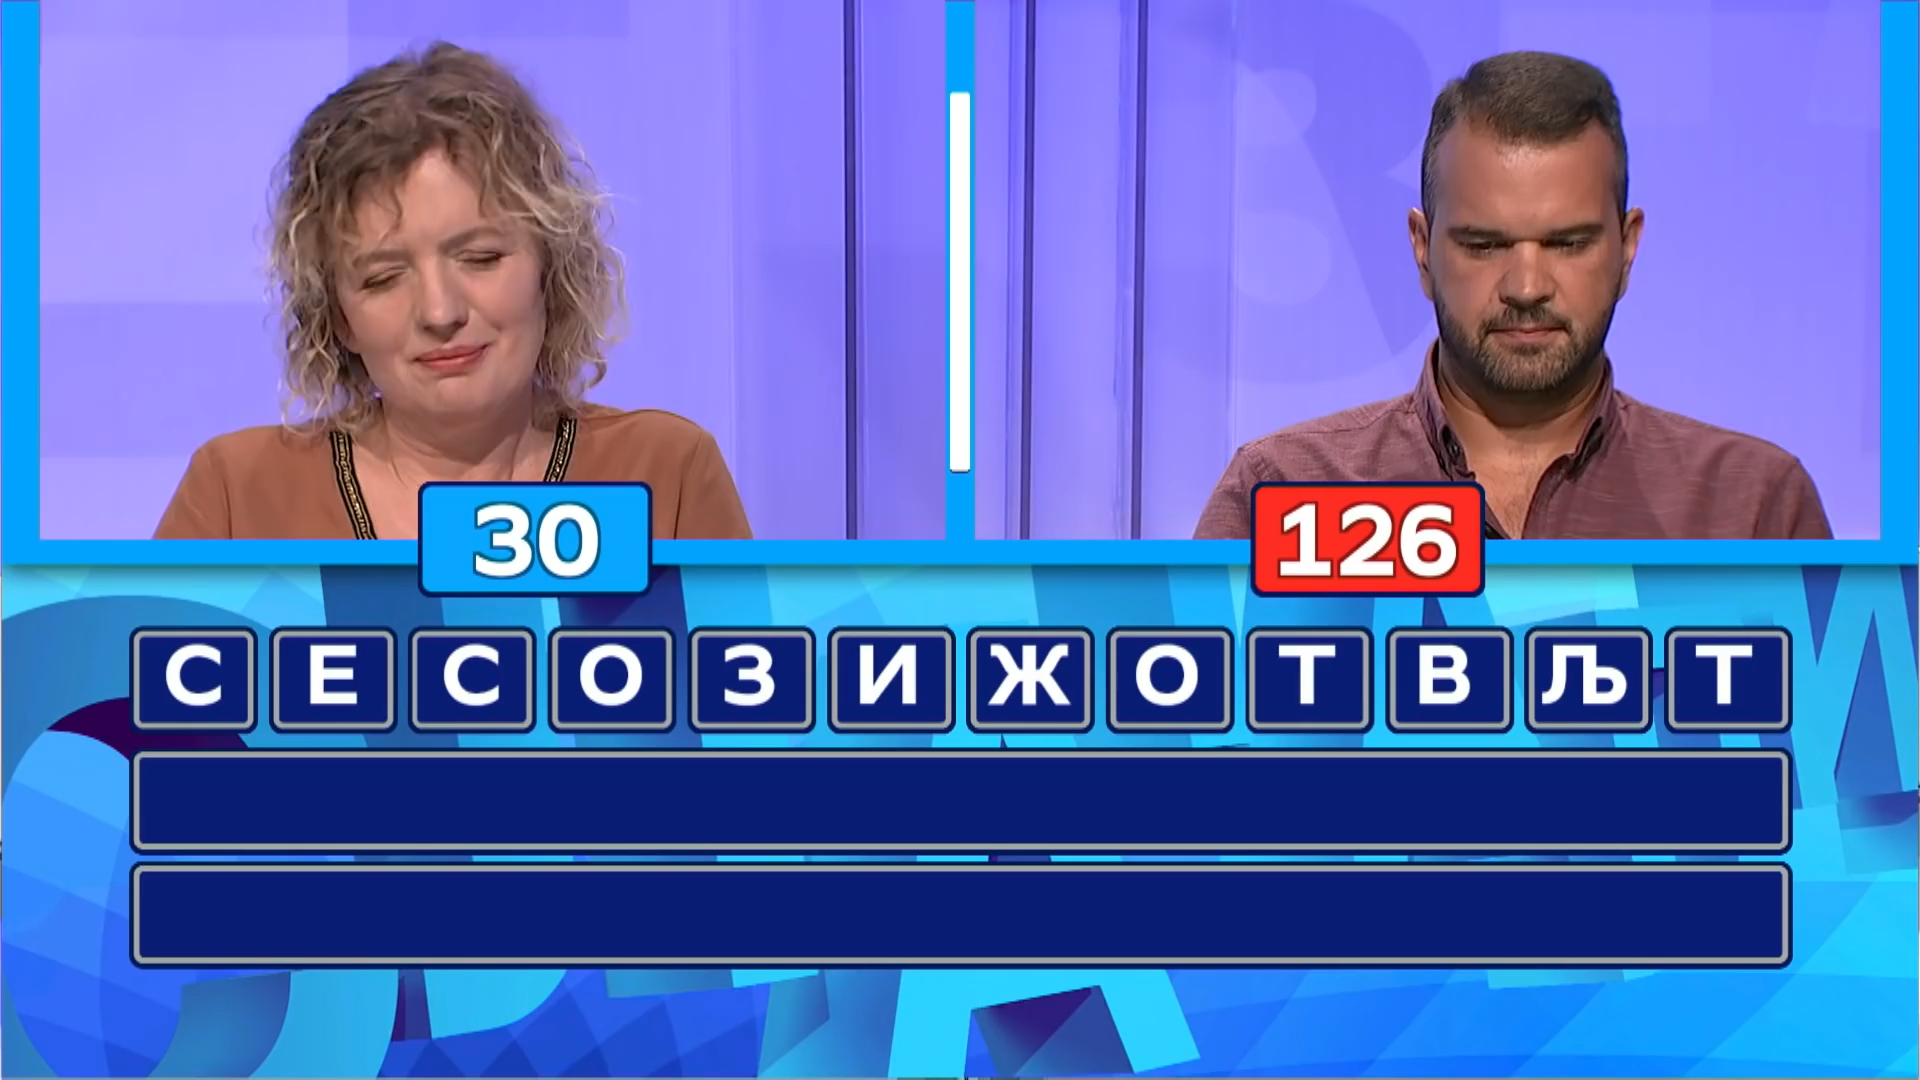 30 126
С Е С О З И Ж О Т В Љ Т